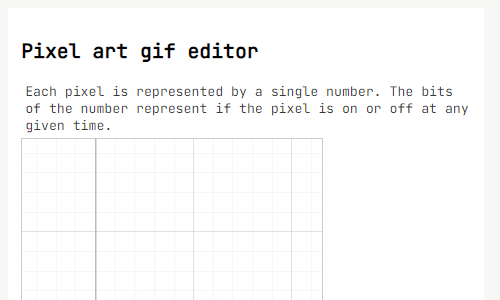 Pixel art gif editor
Each pixel is represented by a single number. The bits
of the number represent if the pixel is on or off at any
given time.